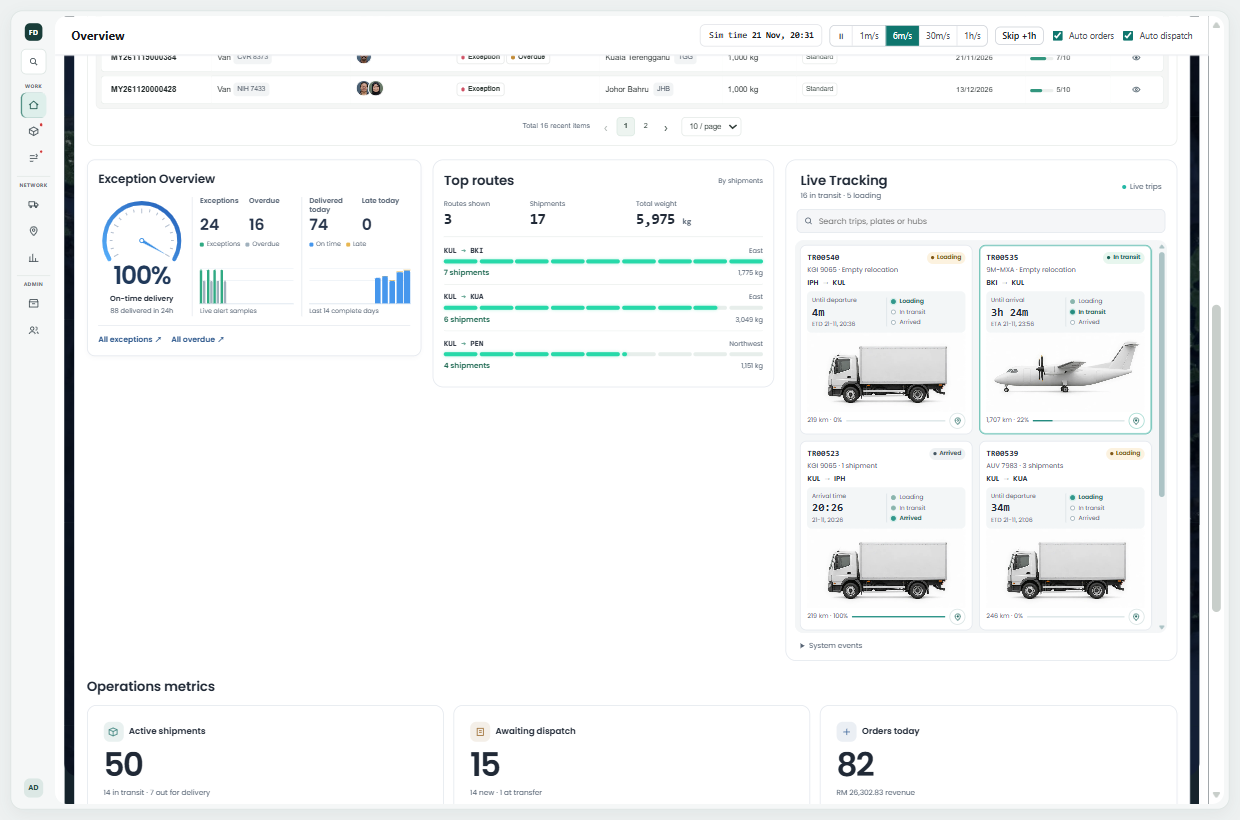 FD
Overview
Sim time 21 Nov, 20:31
1m/s
6m/s
30m/s
1h/s
Skip +1h
Auto orders
Auto dispatch
WORK
NETWORK
ADMIN
AD
MY261115000384 Van CVR 8373 Exception Overdue Kuala Terengganu TGG 1,000 kg Standard 21/11/2026 7/10
MY261120000428 Van NIH 7433 Exception Johor Bahru JHB 1,000 kg Standard 13/12/2026 5/10
Total 16 recent items ‹ 1 2 › 10 / page
Exception Overview
100%
On-time delivery
88 delivered in 24h
Exceptions Overdue
24 16
Exceptions Overdue
Live alert samples
Delivered today Late today
74 0
On time Late
Last 14 complete days
All exceptions ↗ All overdue ↗
Top routes By shipments
Routes shown Shipments Total weight
3 17 5,975 kg
KUL → BKI East
7 shipments 1,775 kg
KUL → KUA East
6 shipments 3,049 kg
KUL → PEN Northwest
4 shipments 1,151 kg
Live Tracking
16 in transit · 5 loading
Live trips
Search trips, plates or hubs
TR00540 Loading
KGI 9065 · Empty relocation
IPH → KUL
Until departure
4m
ETD 21-11, 20:36
Loading
In transit
Arrived
219 km · 0%
TR00535 In transit
9M-MXA · Empty relocation
BKI → KUL
Until arrival
3h 24m
ETA 21-11, 23:56
Loading
In transit
Arrived
1,707 km · 22%
TR00523 Arrived
KGI 9065 · 1 shipment
KUL → IPH
Arrival time
20:26
21-11, 20:26
Loading
In transit
Arrived
219 km · 100%
TR00539 Loading
AUV 7983 · 3 shipments
KUL → KUA
Until departure
34m
ETD 21-11, 21:06
Loading
In transit
Arrived
246 km · 0%
System events
Operations metrics
Active shipments
50
14 in transit · 7 out for delivery
Awaiting dispatch
15
14 new · 1 at transfer
Orders today
82
RM 26,302.83 revenue